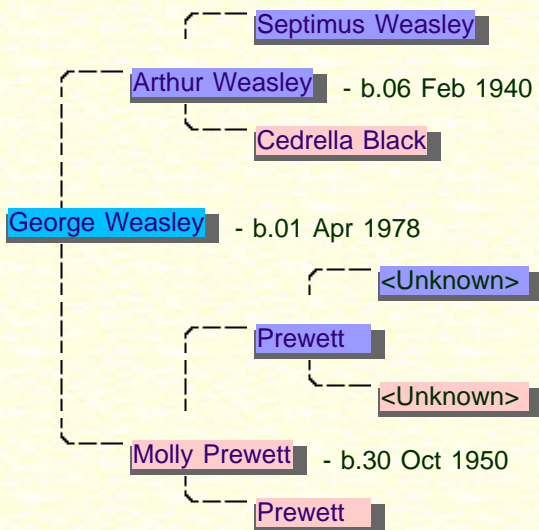 Septimus Weasley
Arthur Weasley - b.06 Feb 1940
Cedrella Black
George Weasley - b.01 Apr 1978
<Unknown>
Prewett
<Unknown>
Molly Prewett - b.30 Oct 1950
Prewett